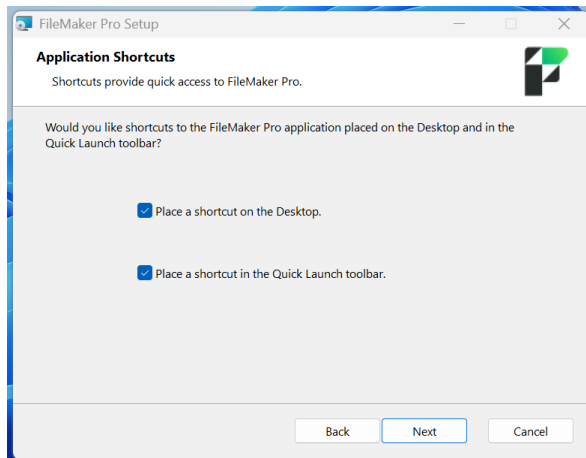 FileMaker Pro Setup
Application Shortcuts
Shortcuts provide quick access to FileMaker Pro.
Would you like shortcuts to the FileMaker Pro application placed on the Desktop and in the
Quick Launch toolbar?
Place a shortcut on the Desktop.
Place a shortcut in the Quick Launch toolbar.
Back Next Cancel